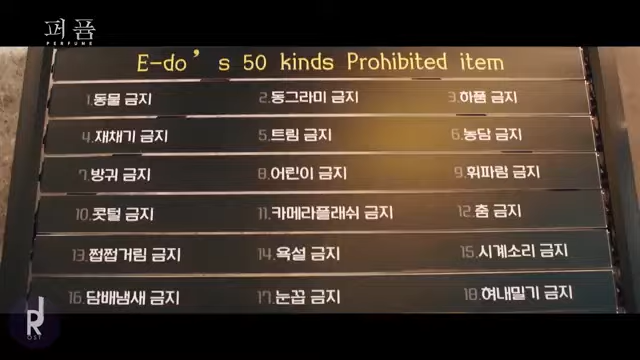 퍼퓸
PERFUME
E-do's 50 kinds Prohibited item
1.동물 금지 2.동그라미 금지 3.하품 금지
4.재채기 금지 5.트림 금지 6.농담 금지
7.방귀 금지 8.어린이 금지 9.휘파람 금지
10.콧털 금지 11.카메라플래쉬 금지 12.춤 금지
13.쩝쩝거림 금지 14.욕설 금지 15.시계소리 금지
16.담배냄새 금지 17.눈꼽 금지 18.혀내밀기 금지
R
OST